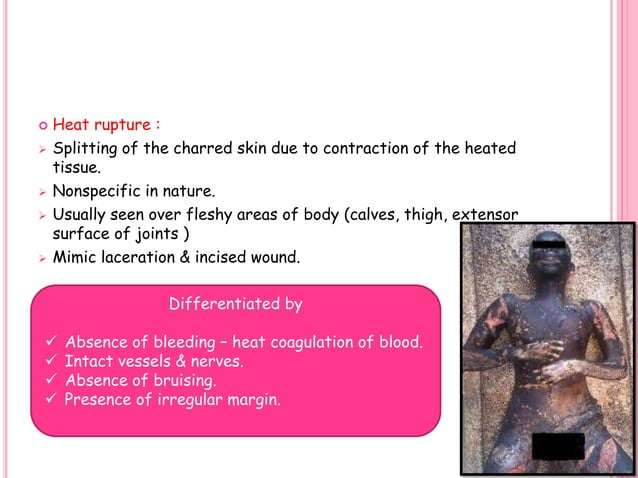 Heat rupture :
Splitting of the charred skin due to contraction of the heated
tissue.
Nonspecific in nature.
Usually seen over fleshy areas of body (calves, thigh, extensor
surface of joints )
Mimic laceration & incised wound.
Differentiated by
Absence of bleeding – heat coagulation of blood.
Intact vessels & nerves.
Absence of bruising.
Presence of irregular margin.